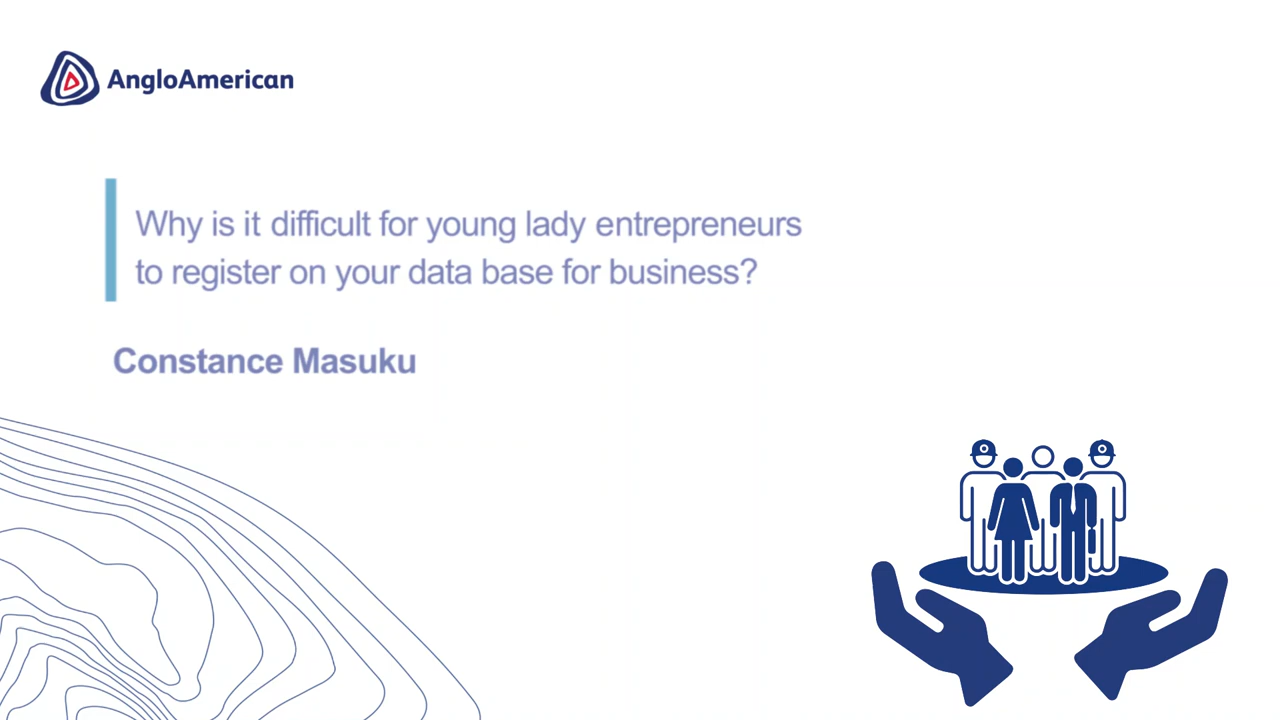 AngloAmerican
Why is it difficult for young lady entrepreneurs
to register on your data base for business?
Constance Masuku